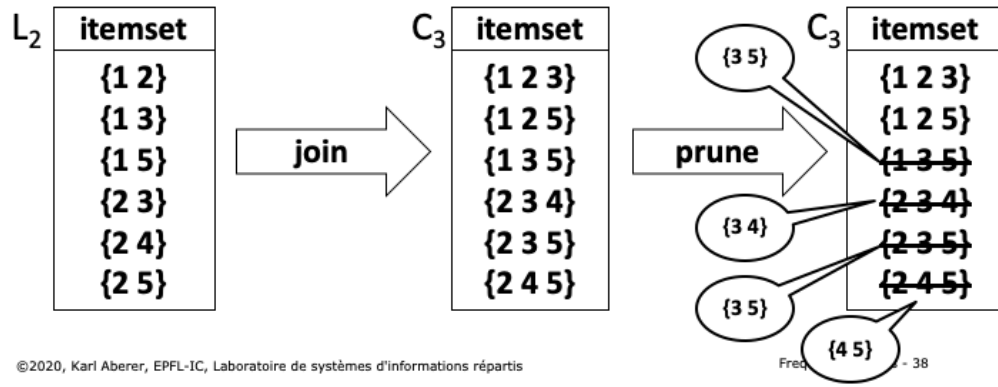 L2 itemset
{1 2}
{1 3}
{1 5}
{2 3}
{2 4}
{2 5}
join
C3 itemset
{1 2 3}
{1 2 5}
{1 3 5}
{2 3 4}
{2 3 5}
{2 4 5}
prune
{3 5}
{3 4}
{3 5}
{4 5}
C3 itemset
{1 2 3}
{1 2 5}
{1 3 5}
{2 3 4}
{2 3 5}
{2 4 5}
©2020, Karl Aberer, EPFL-IC, Laboratoire de systèmes d'informations répartis
- 38